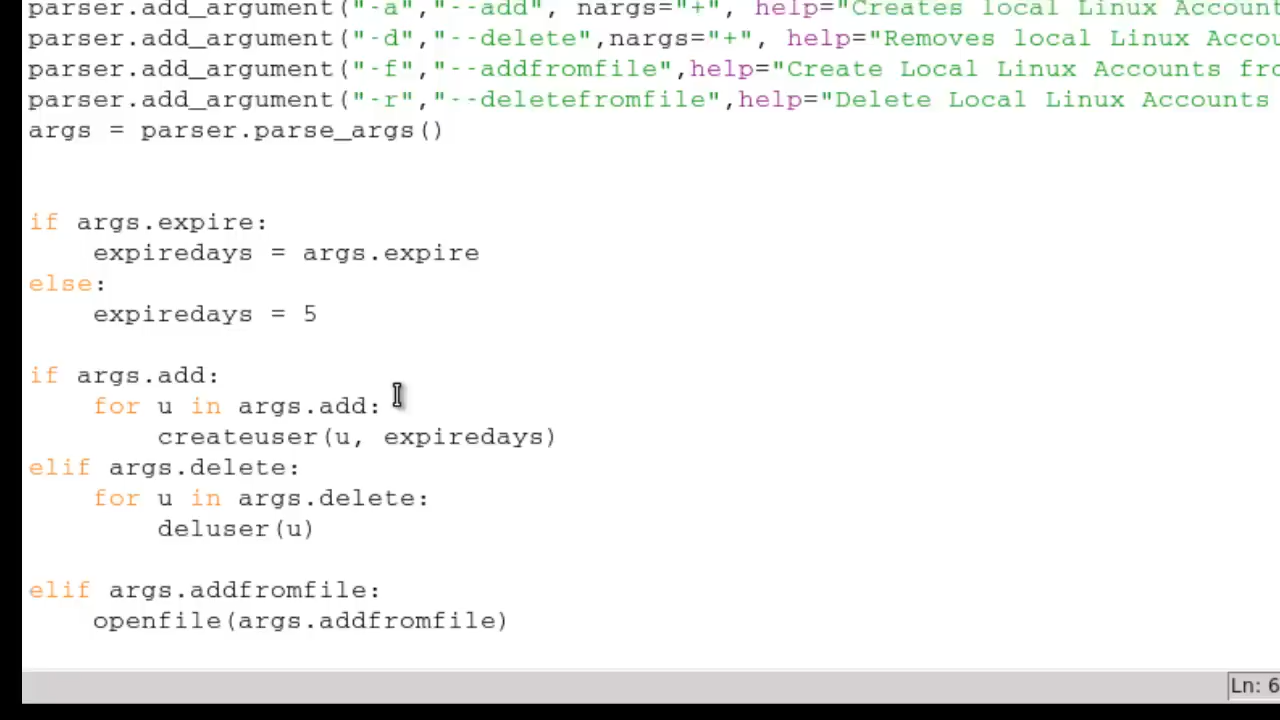 parser.add_argument("-a","--add", nargs="+", help="Creates local Linux Account
parser.add_argument("-d","--delete",nargs="+", help="Removes local Linux Accou
parser.add_argument("-f","--addfromfile",help="Create Local Linux Accounts fro
parser.add_argument("-r","--deletefromfile",help="Delete Local Linux Accounts
args = parser.parse_args()
if args.expire:
    expiredays = args.expire
else:
    expiredays = 5
if args.add:
    for u in args.add:
        createuser(u, expiredays)
elif args.delete:
    for u in args.delete:
        deluser(u)
elif args.addfromfile:
    openfile(args.addfromfile)
Ln: 6